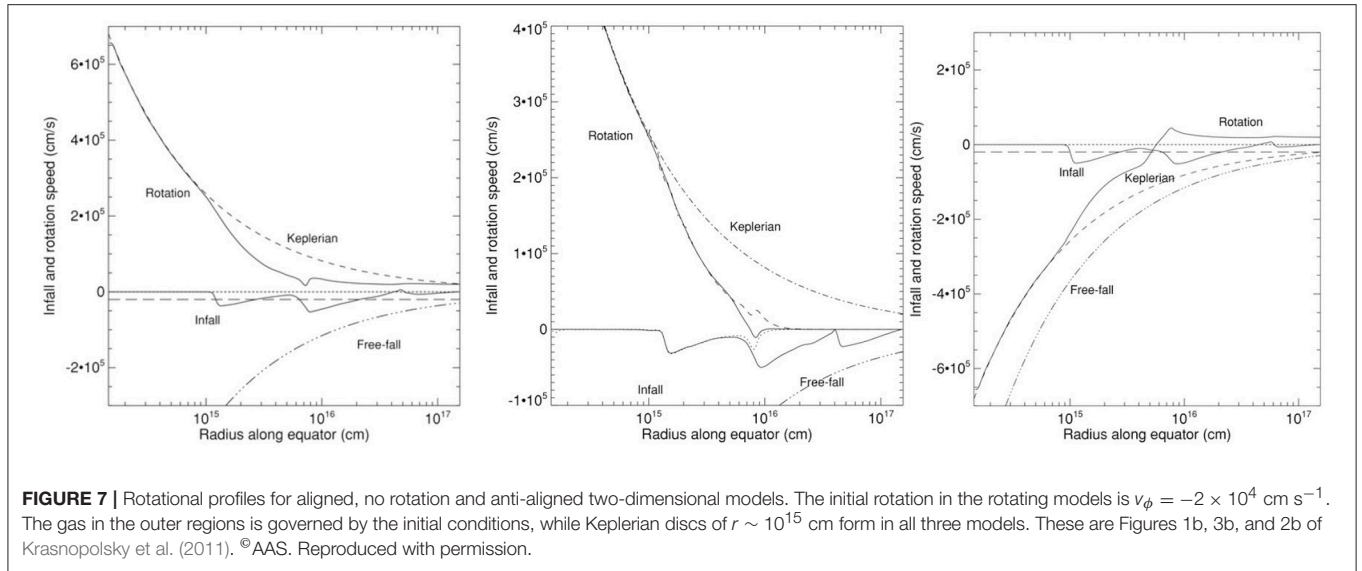 Infall and rotation speed (cm/s)
6•10⁵
4•10⁵
2•10⁵
0
-2•10⁵
Rotation
Keplerian
Infall
Free-fall
10¹⁵
10¹⁶
10¹⁷
Radius along equator (cm)
Infall and rotation speed (cm/s)
4•10⁵
3•10⁵
2•10⁵
1•10⁵
0
-1•10⁵
Rotation
Keplerian
Infall
Free-fall
10¹⁵
10¹⁶
10¹⁷
Radius along equator (cm)
Infall and rotation speed (cm/s)
2•10⁵
0
-2•10⁵
-4•10⁵
-6•10⁵
Rotation
Infall
Keplerian
Free-fall
10¹⁵
10¹⁶
10¹⁷
Radius along equator (cm)
FIGURE 7 | Rotational profiles for aligned, no rotation and anti-aligned two-dimensional models. The initial rotation in the rotating models is vϕ = −2 × 10⁴ cm s⁻¹.
The gas in the outer regions is governed by the initial conditions, while Keplerian discs of r ∼ 10¹⁵ cm form in all three models. These are Figures 1b, 3b, and 2b of
Krasnopolsky et al. (2011). ©AAS. Reproduced with permission.